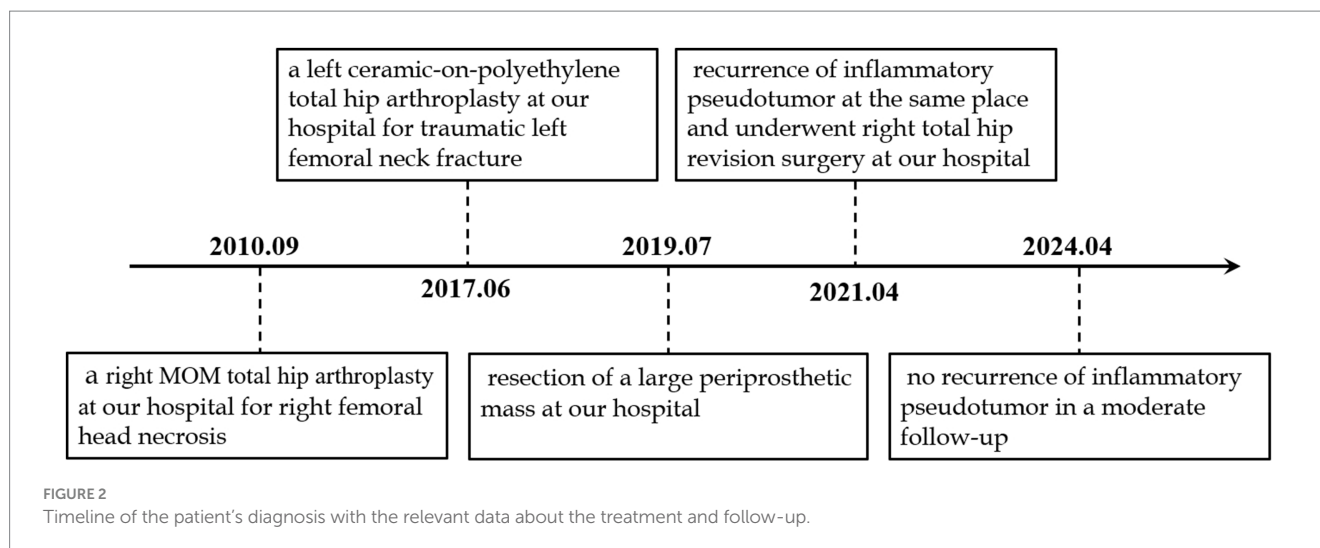 a left ceramic-on-polyethylene
total hip arthroplasty at our
hospital for traumatic left
femoral neck fracture
recurrence of inflammatory
pseudotumor at the same place
and underwent right total hip
revision surgery at our hospital
2010.09
2019.07
2024.04
2017.06
2021.04
a right MOM total hip arthroplasty
at our hospital for right femoral
head necrosis
resection of a large periprosthetic
mass at our hospital
no recurrence of inflammatory
pseudotumor in a moderate
follow-up
FIGURE 2
Timeline of the patient's diagnosis with the relevant data about the treatment and follow-up.